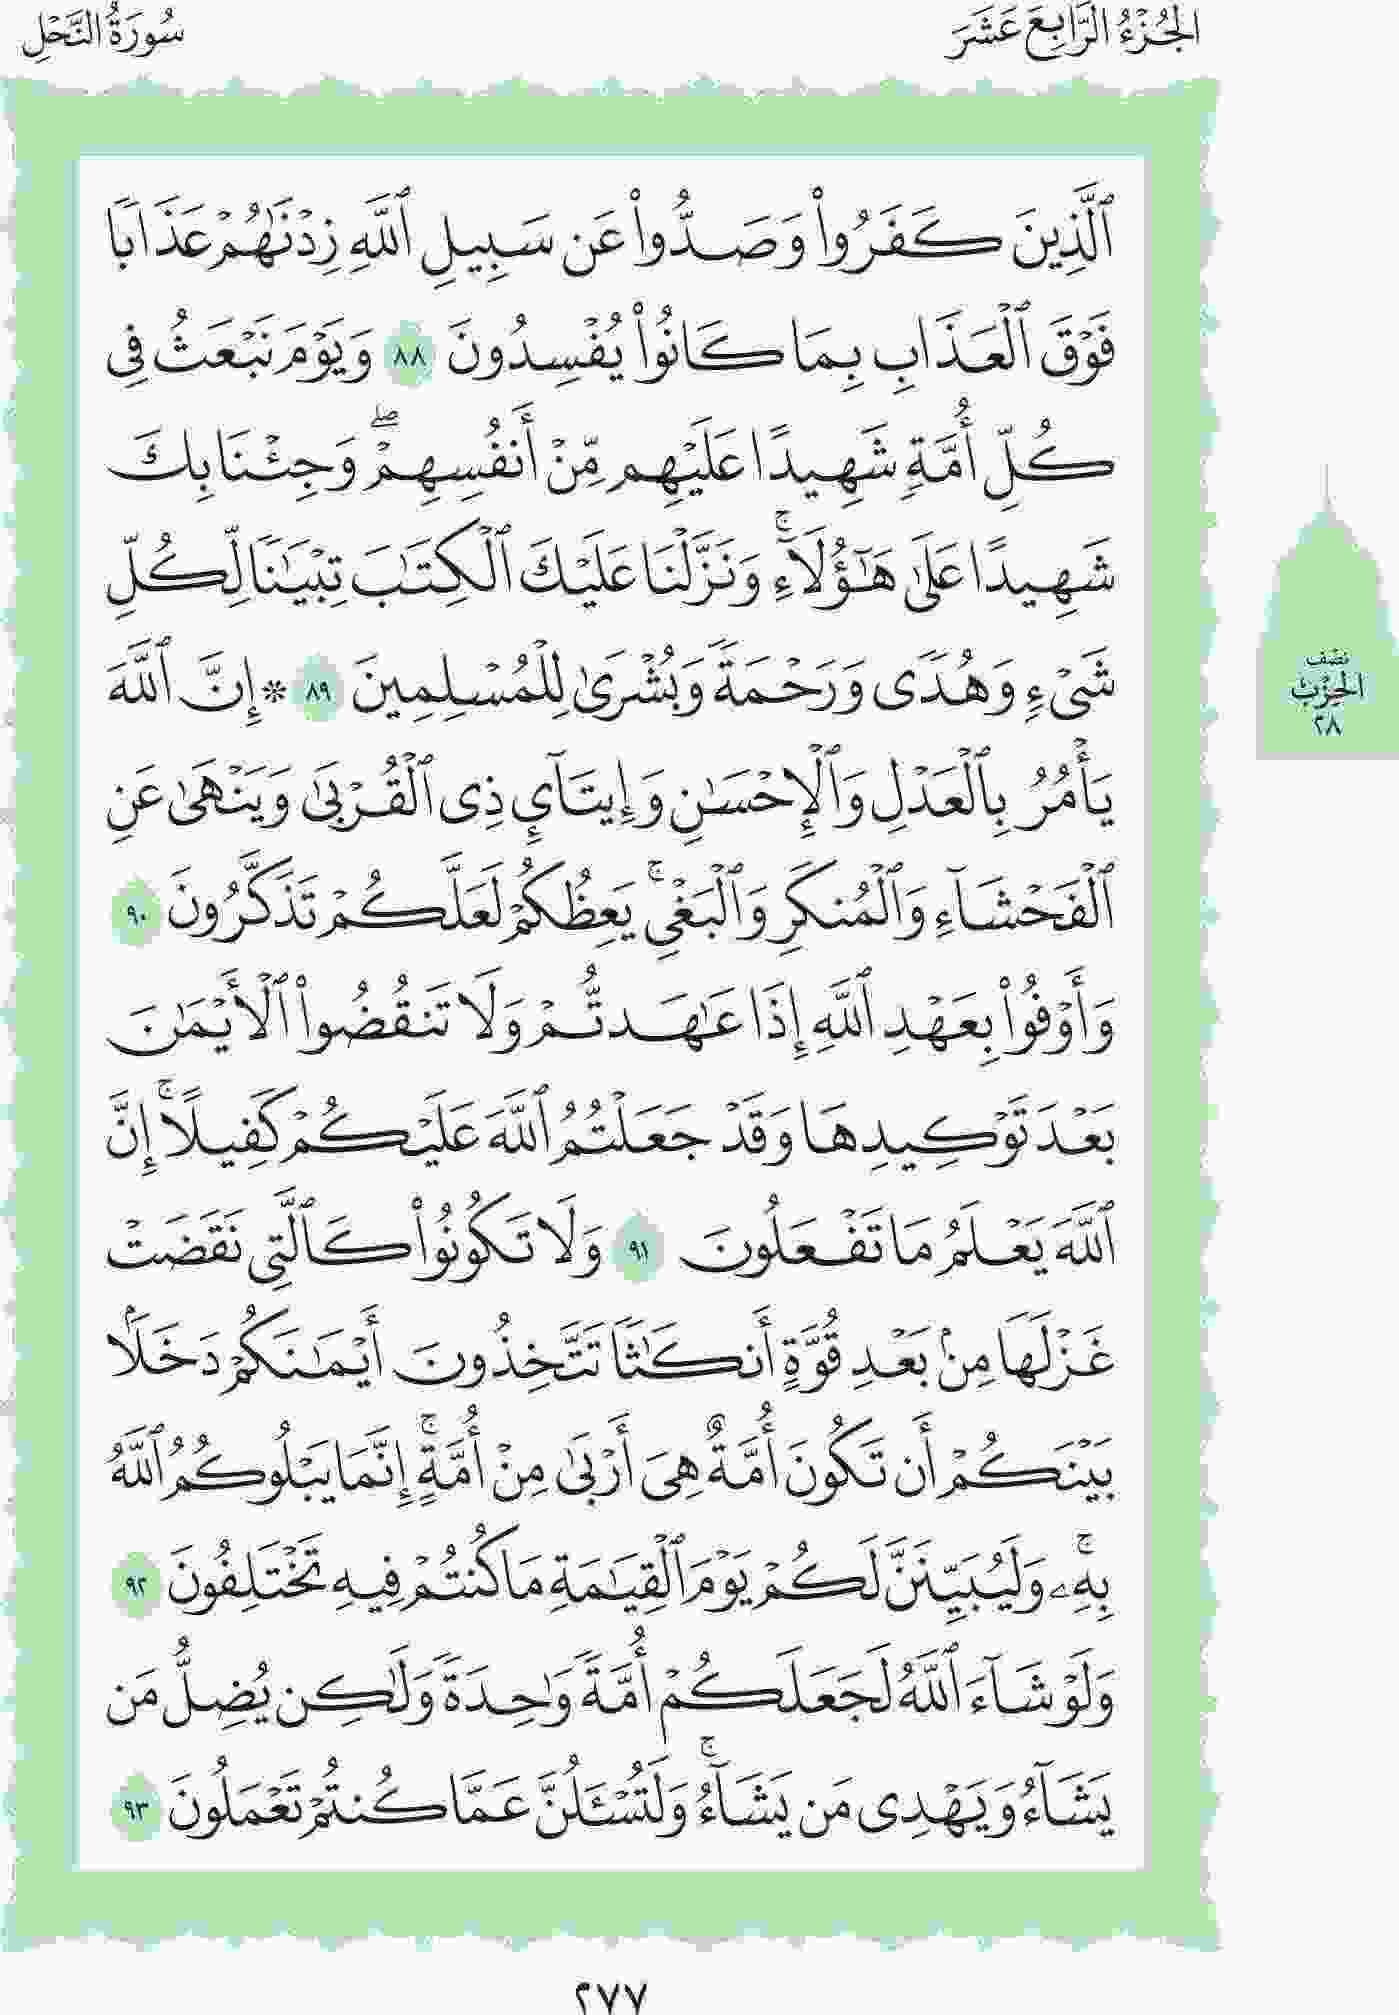 الجُزْءُ الرَّابِعَ عَشَرَ
سُورَةُ النَّحْلِ
ٱلَّذِينَ كَفَرُواْ وَصَدُّواْ عَن سَبِيلِ ٱللَّهِ زِدْنَٰهُمْ عَذَابًا
فَوْقَ ٱلْعَذَابِ بِمَا كَانُواْ يُفْسِدُونَ ٨٨ وَيَوْمَ نَبْعَثُ فِى
كُلِّ أُمَّةٍ شَهِيدًا عَلَيْهِم مِّنْ أَنفُسِهِمْ ۖ وَجِئْنَا بِكَ
شَهِيدًا عَلَىٰ هَٰٓؤُلَآءِ ۚ وَنَزَّلْنَا عَلَيْكَ ٱلْكِتَٰبَ تِبْيَٰنًا لِّكُلِّ
شَىْءٍ وَهُدًى وَرَحْمَةً وَبُشْرَىٰ لِلْمُسْلِمِينَ ٨٩ ۞ إِنَّ ٱللَّهَ
يَأْمُرُ بِٱلْعَدْلِ وَٱلْإِحْسَٰنِ وَإِيتَآئِ ذِى ٱلْقُرْبَىٰ وَيَنْهَىٰ عَنِ
ٱلْفَحْشَآءِ وَٱلْمُنكَرِ وَٱلْبَغْىِ ۚ يَعِظُكُمْ لَعَلَّكُمْ تَذَكَّرُونَ ٩٠
وَأَوْفُواْ بِعَهْدِ ٱللَّهِ إِذَا عَٰهَدتُّمْ وَلَا تَنقُضُواْ ٱلْأَيْمَٰنَ
بَعْدَ تَوْكِيدِهَا وَقَدْ جَعَلْتُمُ ٱللَّهَ عَلَيْكُمْ كَفِيلًا ۚ إِنَّ
ٱللَّهَ يَعْلَمُ مَا تَفْعَلُونَ ٩١ وَلَا تَكُونُواْ كَٱلَّتِى نَقَضَتْ
غَزْلَهَا مِنۢ بَعْدِ قُوَّةٍ أَنكَٰثًا تَتَّخِذُونَ أَيْمَٰنَكُمْ دَخَلًۢا
بَيْنَكُمْ أَن تَكُونَ أُمَّةٌ هِىَ أَرْبَىٰ مِنْ أُمَّةٍ ۚ إِنَّمَا يَبْلُوكُمُ ٱللَّهُ
بِهِۦ ۚ وَلَيُبَيِّنَنَّ لَكُمْ يَوْمَ ٱلْقِيَٰمَةِ مَا كُنتُمْ فِيهِ تَخْتَلِفُونَ ٩٢
وَلَوْ شَآءَ ٱللَّهُ لَجَعَلَكُمْ أُمَّةً وَٰحِدَةً وَلَٰكِن يُضِلُّ مَن
يَشَآءُ وَيَهْدِى مَن يَشَآءُ ۚ وَلَتُسْـَٔلُنَّ عَمَّا كُنتُمْ تَعْمَلُونَ ٩٣
نصف
الحِزْب
٢٨
٢٧٧